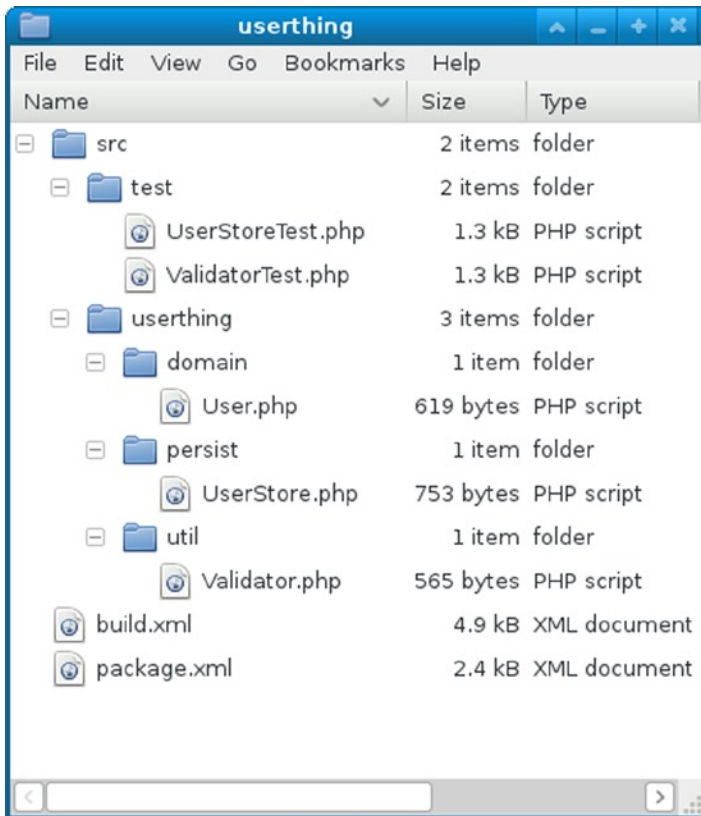 userthing
File Edit View Go Bookmarks Help
Name Size Type
src 2 items folder
test 2 items folder
UserStoreTest.php 1.3 kB PHP script
ValidatorTest.php 1.3 kB PHP script
userthing 3 items folder
domain 1 item folder
User.php 619 bytes PHP script
persist 1 item folder
UserStore.php 753 bytes PHP script
util 1 item folder
Validator.php 565 bytes PHP script
build.xml 4.9 kB XML document
package.xml 2.4 kB XML document